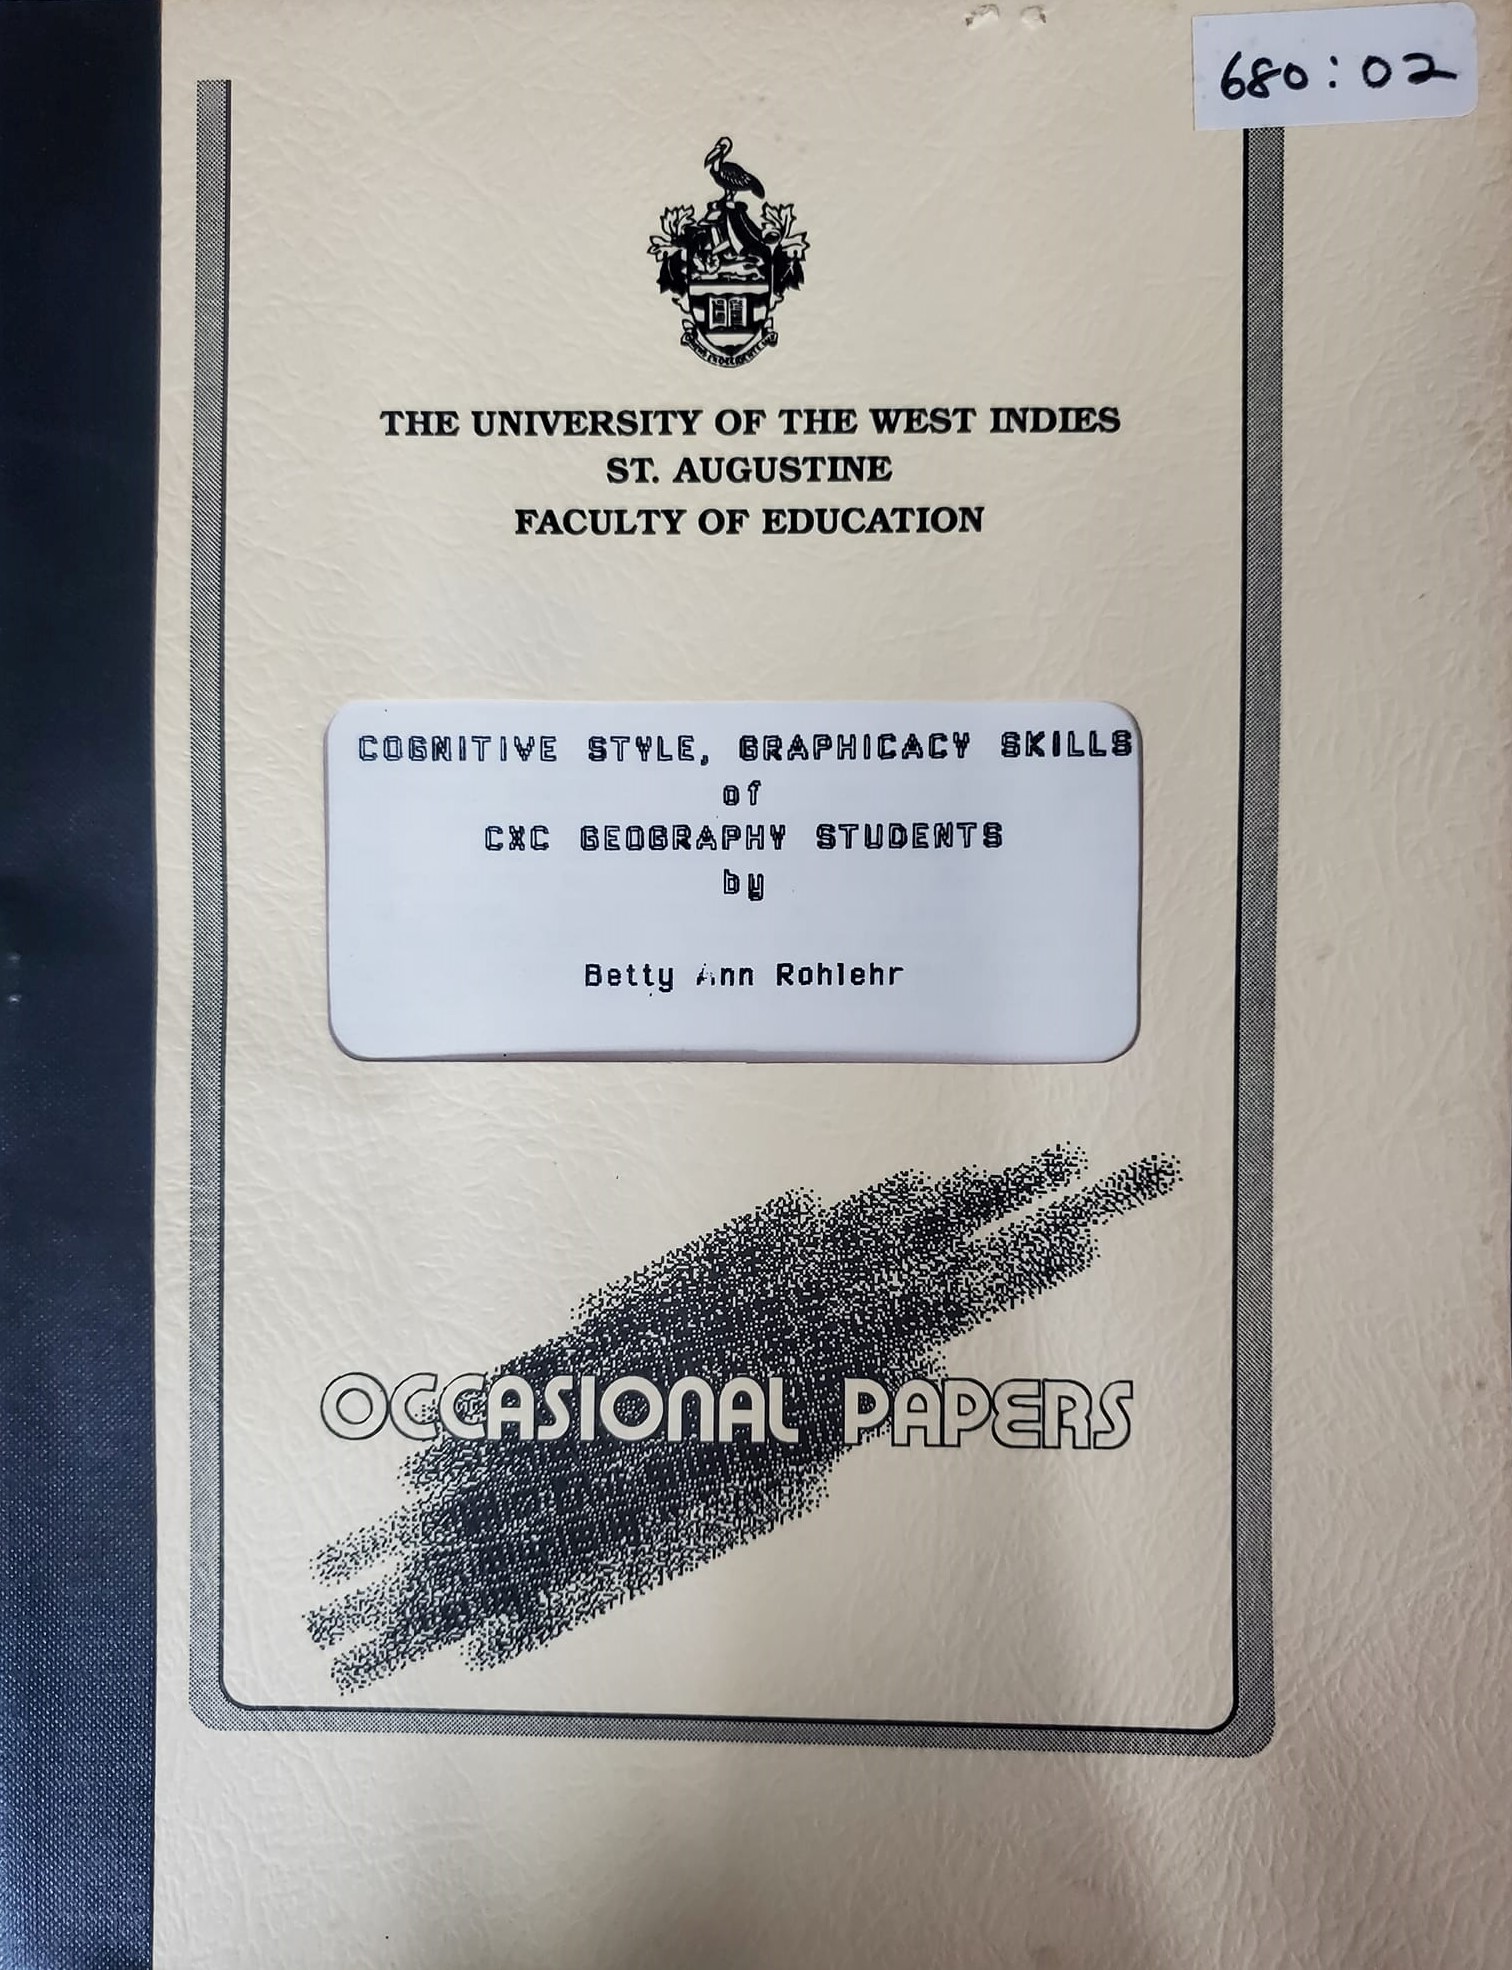 680:02
THE UNIVERSITY OF THE WEST INDIES
ST. AUGUSTINE
FACULTY OF EDUCATION
COGNITIVE STYLE, GRAPHICACY SKILLS
of
CXC GEOGRAPHY STUDENTS
by
Betty Ann Rohlehr
OCCASIONAL PAPERS